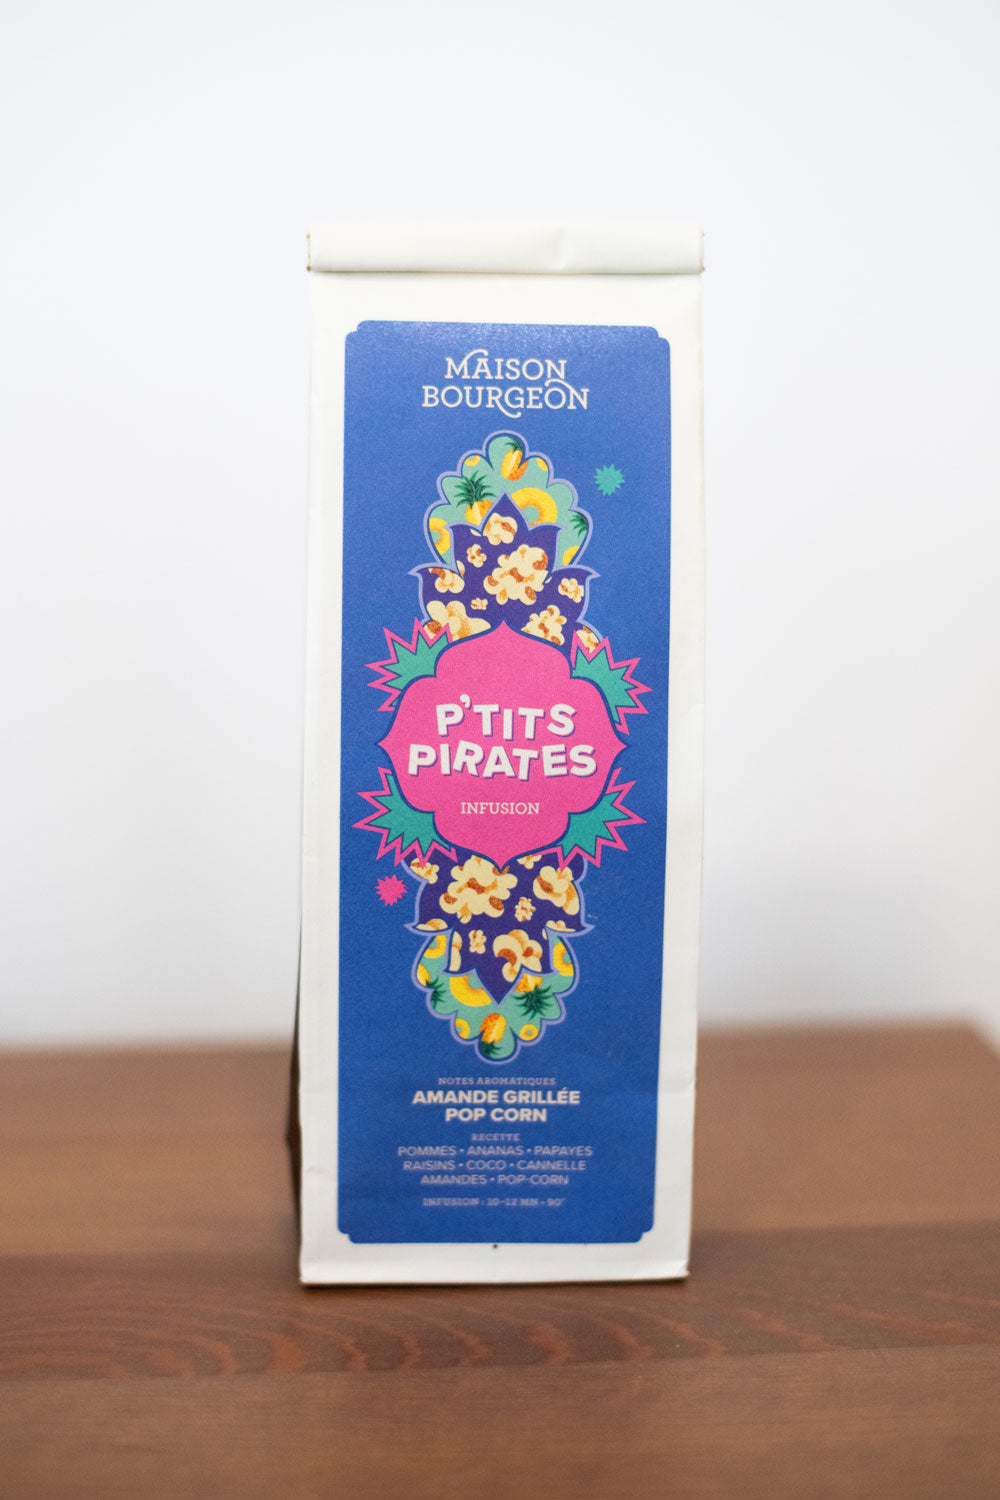 MAISON
BOURGEON
P'TITS
PIRATES
INFUSION
NOTES AROMATIQUES
AMANDE GRILLÉE
POP CORN
RECETTE
POMMES • ANANAS • PAPAYES
RAISINS • COCO • CANNELLE
AMANDES • POP-CORN
INFUSION : 10-12 MN • 90°